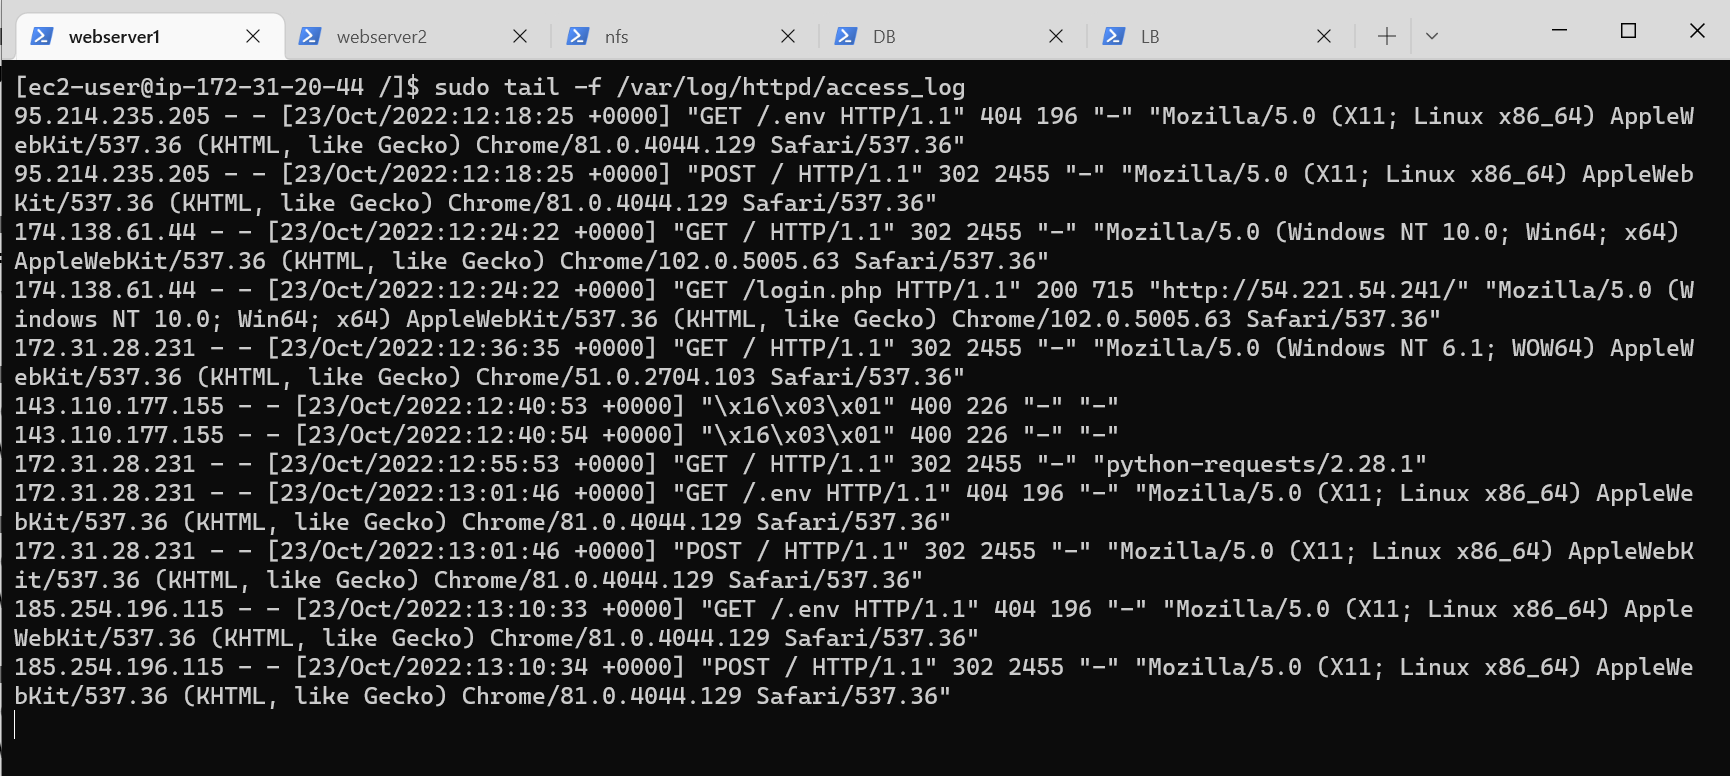 webserver1 webserver2 nfs DB LB
[ec2-user@ip-172-31-20-44 /]$ sudo tail -f /var/log/httpd/access_log
95.214.235.205 - - [23/Oct/2022:12:18:25 +0000] "GET /.env HTTP/1.1" 404 196 "-" "Mozilla/5.0 (X11; Linux x86_64) AppleW
ebKit/537.36 (KHTML, like Gecko) Chrome/81.0.4044.129 Safari/537.36"
95.214.235.205 - - [23/Oct/2022:12:18:25 +0000] "POST / HTTP/1.1" 302 2455 "-" "Mozilla/5.0 (X11; Linux x86_64) AppleWeb
Kit/537.36 (KHTML, like Gecko) Chrome/81.0.4044.129 Safari/537.36"
174.138.61.44 - - [23/Oct/2022:12:24:22 +0000] "GET / HTTP/1.1" 302 2455 "-" "Mozilla/5.0 (Windows NT 10.0; Win64; x64)
AppleWebKit/537.36 (KHTML, like Gecko) Chrome/102.0.5005.63 Safari/537.36"
174.138.61.44 - - [23/Oct/2022:12:24:22 +0000] "GET /login.php HTTP/1.1" 200 715 "http://54.221.54.241/" "Mozilla/5.0 (W
indows NT 10.0; Win64; x64) AppleWebKit/537.36 (KHTML, like Gecko) Chrome/102.0.5005.63 Safari/537.36"
172.31.28.231 - - [23/Oct/2022:12:36:35 +0000] "GET / HTTP/1.1" 302 2455 "-" "Mozilla/5.0 (Windows NT 6.1; WOW64) AppleW
ebKit/537.36 (KHTML, like Gecko) Chrome/51.0.2704.103 Safari/537.36"
143.110.177.155 - - [23/Oct/2022:12:40:53 +0000] "\x16\x03\x01" 400 226 "-" "-"
143.110.177.155 - - [23/Oct/2022:12:40:54 +0000] "\x16\x03\x01" 400 226 "-" "-"
172.31.28.231 - - [23/Oct/2022:12:55:53 +0000] "GET / HTTP/1.1" 302 2455 "-" "python-requests/2.28.1"
172.31.28.231 - - [23/Oct/2022:13:01:46 +0000] "GET /.env HTTP/1.1" 404 196 "-" "Mozilla/5.0 (X11; Linux x86_64) AppleWe
bKit/537.36 (KHTML, like Gecko) Chrome/81.0.4044.129 Safari/537.36"
172.31.28.231 - - [23/Oct/2022:13:01:46 +0000] "POST / HTTP/1.1" 302 2455 "-" "Mozilla/5.0 (X11; Linux x86_64) AppleWebK
it/537.36 (KHTML, like Gecko) Chrome/81.0.4044.129 Safari/537.36"
185.254.196.115 - - [23/Oct/2022:13:10:33 +0000] "GET /.env HTTP/1.1" 404 196 "-" "Mozilla/5.0 (X11; Linux x86_64) Apple
WebKit/537.36 (KHTML, like Gecko) Chrome/81.0.4044.129 Safari/537.36"
185.254.196.115 - - [23/Oct/2022:13:10:34 +0000] "POST / HTTP/1.1" 302 2455 "-" "Mozilla/5.0 (X11; Linux x86_64) AppleWe
bKit/537.36 (KHTML, like Gecko) Chrome/81.0.4044.129 Safari/537.36"